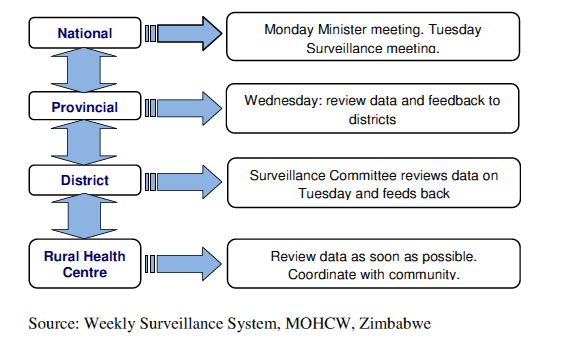 National
Monday Minister meeting. Tuesday
Surveillance meeting.
Provincial
Wednesday: review data and feedback to
districts
District
Surveillance Committee reviews data on
Tuesday and feeds back
Rural Health
Centre
Review data as soon as possible.
Coordinate with community.
Source: Weekly Surveillance System, MOHCW, Zimbabwe